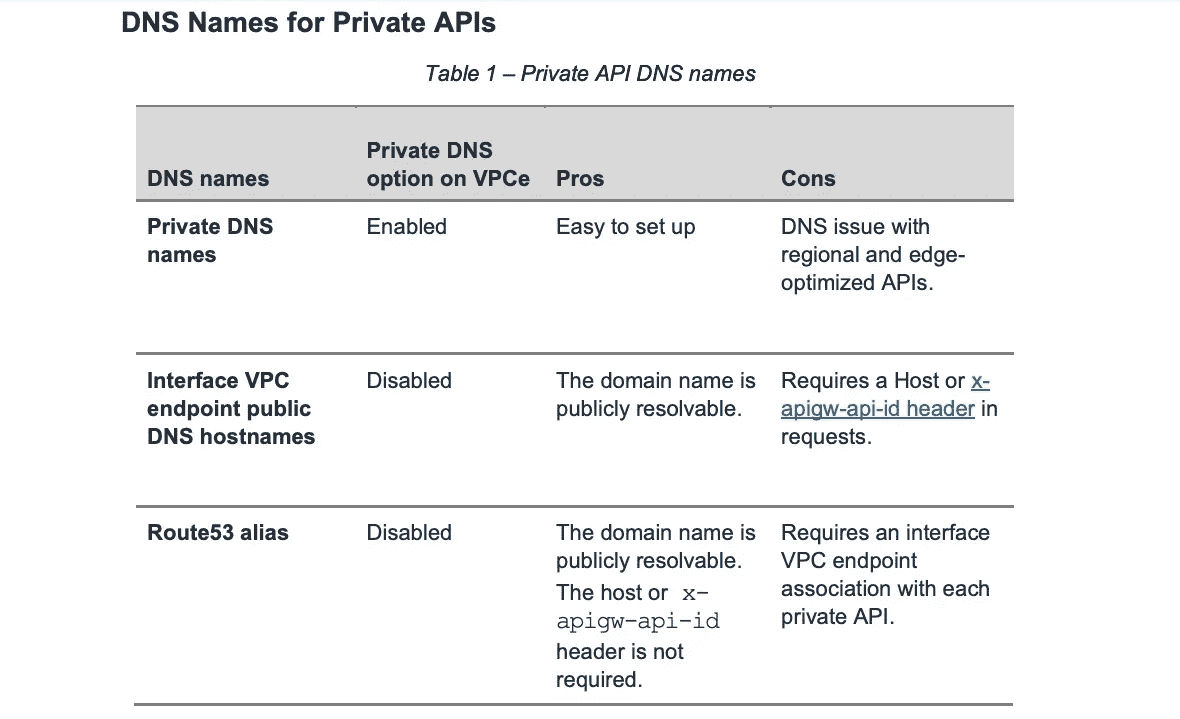 DNS Names for Private APIs
Table 1 – Private API DNS names
DNS names
Private DNS
option on VPCe
Pros
Cons
Private DNS
names
Enabled
Easy to set up
DNS issue with
regional and edge-
optimized APIs.
Interface VPC
endpoint public
DNS hostnames
Disabled
The domain name is
publicly resolvable.
Requires a Host or x-
apigw-api-id header in
requests.
Route53 alias
Disabled
The domain name is
publicly resolvable.
The host or x-
apigw-api-id
header is not
required.
Requires an interface
VPC endpoint
association with each
private API.